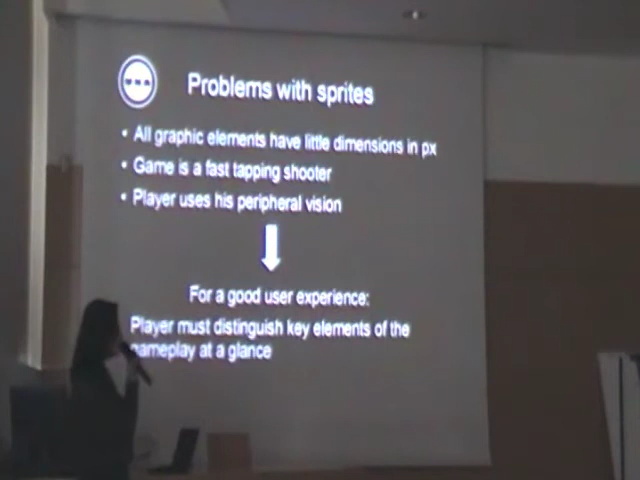 Problems with sprites
• All graphic elements have little dimensions in px
• Game is a fast tapping shooter
• Player uses his peripheral vision
For a good user experience:
Player must distinguish key elements of the
gameplay at a glance